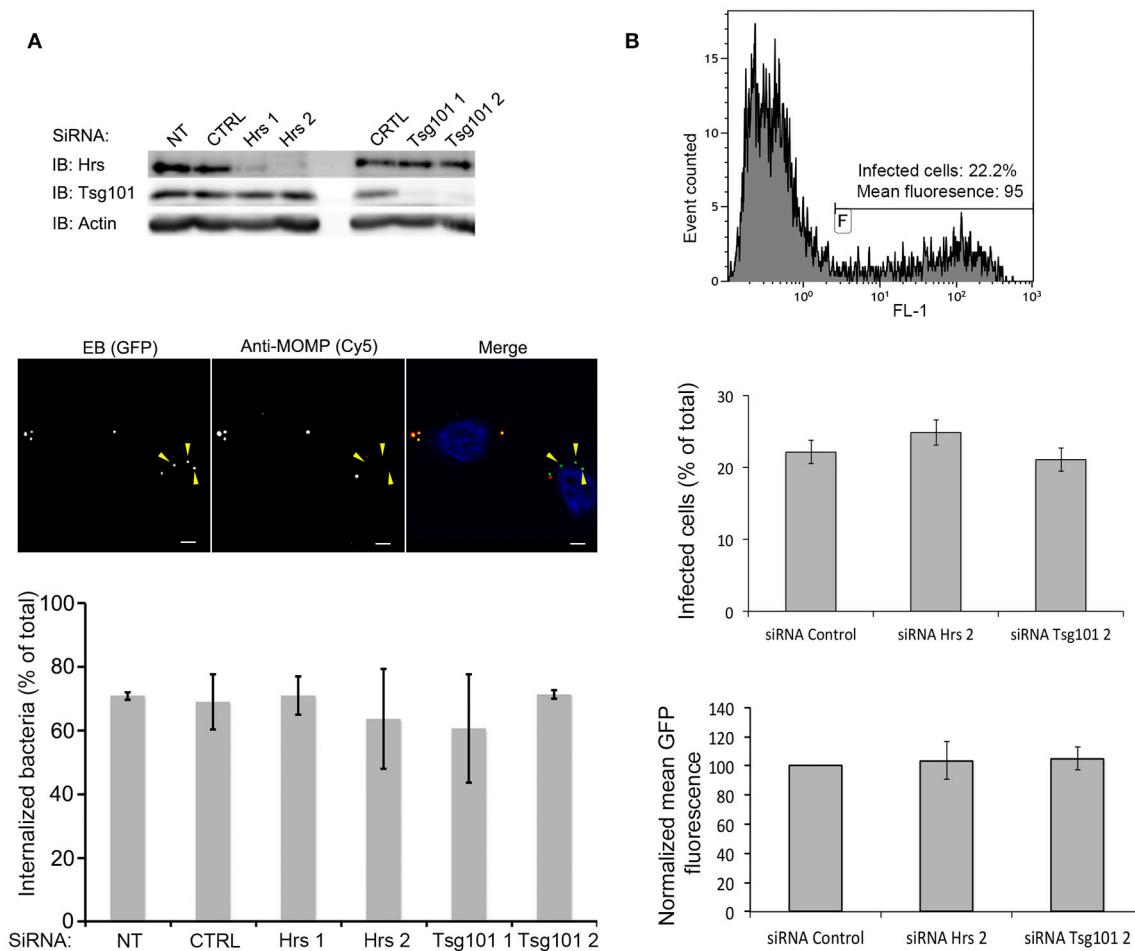 A
SiRNA: NT CTRL Hrs 1 Hrs 2 CRTL Tsg101 1 Tsg101 2
IB: Hrs
IB: Tsg101
IB: Actin
EB (GFP) Anti-MOMP (Cy5) Merge
Internalized bacteria (% of total)
100
80
60
40
20
0
SiRNA: NT CTRL Hrs 1 Hrs 2 Tsg101 1 Tsg101 2
B
Event counted
15
10
5
0
Infected cells: 22.2%
Mean fluoresence: 95
F
10⁰ 10¹ 10² 10³
FL-1
Infected cells (% of total)
30
20
10
0
siRNA Control siRNA Hrs 2 siRNA Tsg101 2
Normalized mean GFP
fluorescence
140
120
100
80
60
40
20
0
siRNA Control siRNA Hrs 2 siRNA Tsg101 2